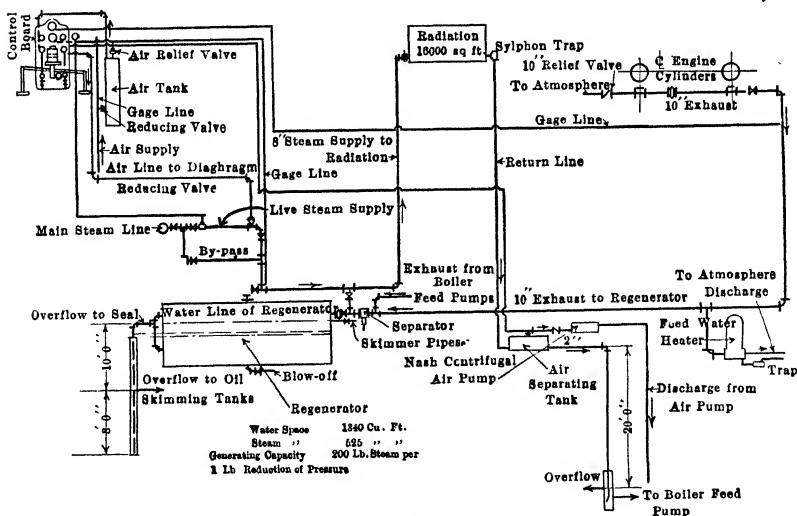 Control
Board
Air Relief Valve
Air Tank
Gage Line
Reducing Valve
Air Supply
Air Line to Diaphragm
Reducing Valve
Main Steam Line
By-pass
Live Steam Supply
Gage Line
8" Steam Supply to
Radiation
Radiation
16000 sq ft.
Sylphon Trap
10" Relief Valve
To Atmosphere
℄ Engine
Cylinders
10" Exhaust
Gage Line
Return Line
Exhaust from
Boiler
Feed Pumps
10" Exhaust to Regenerator
To Atmosphere
Discharge
Feed Water
Heater
Trap
Overflow to Seal
Water Line of Regenerator
Separator
Skimmer Pipes
Nash Centrifugal
Air Pump
2"
Air
Separating
Tank
Discharge from
Air Pump
10'0"
8'0"
Overflow to Oil
Skimming Tanks
Blow-off
Regenerator
Water Space 1340 Cu. Ft.
Steam " 525 " "
Generating Capacity 200 Lb. Steam per
1 Lb Reduction of Pressure
20'0"
Overflow
To Boiler Feed
Pump